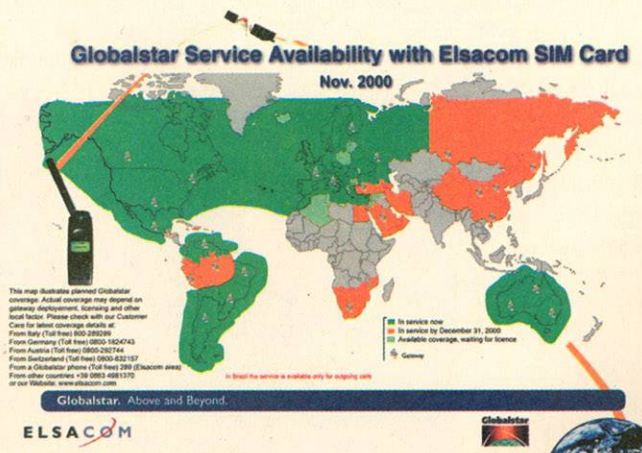 Globalstar Service Availability with Elsacom SIM Card
Nov. 2000
This map illustrates planned Globalstar
coverage. Actual coverage may depend on
gateway deployement, licensing and other
local factor. Please check with our Customer
Care for latest coverage details at:
From Italy (Toll free) 800-289289
From Germany (Toll free) 0800-1824743
From Austria (Toll free) 0800-292744
From Switzerland (Toll free) 0800-832157
From a Globalstar phone (Toll free) 288 (Elsacom area)
From other countries +39 0863 4981370
or our Website: www.elsacom.com
In service now
In service by December 31, 2000
Available coverage, waiting for licence
Gateway
In Brazil the service is available only for outgoing calls
Globalstar. Above and Beyond.
ELSACOM
Globalstar